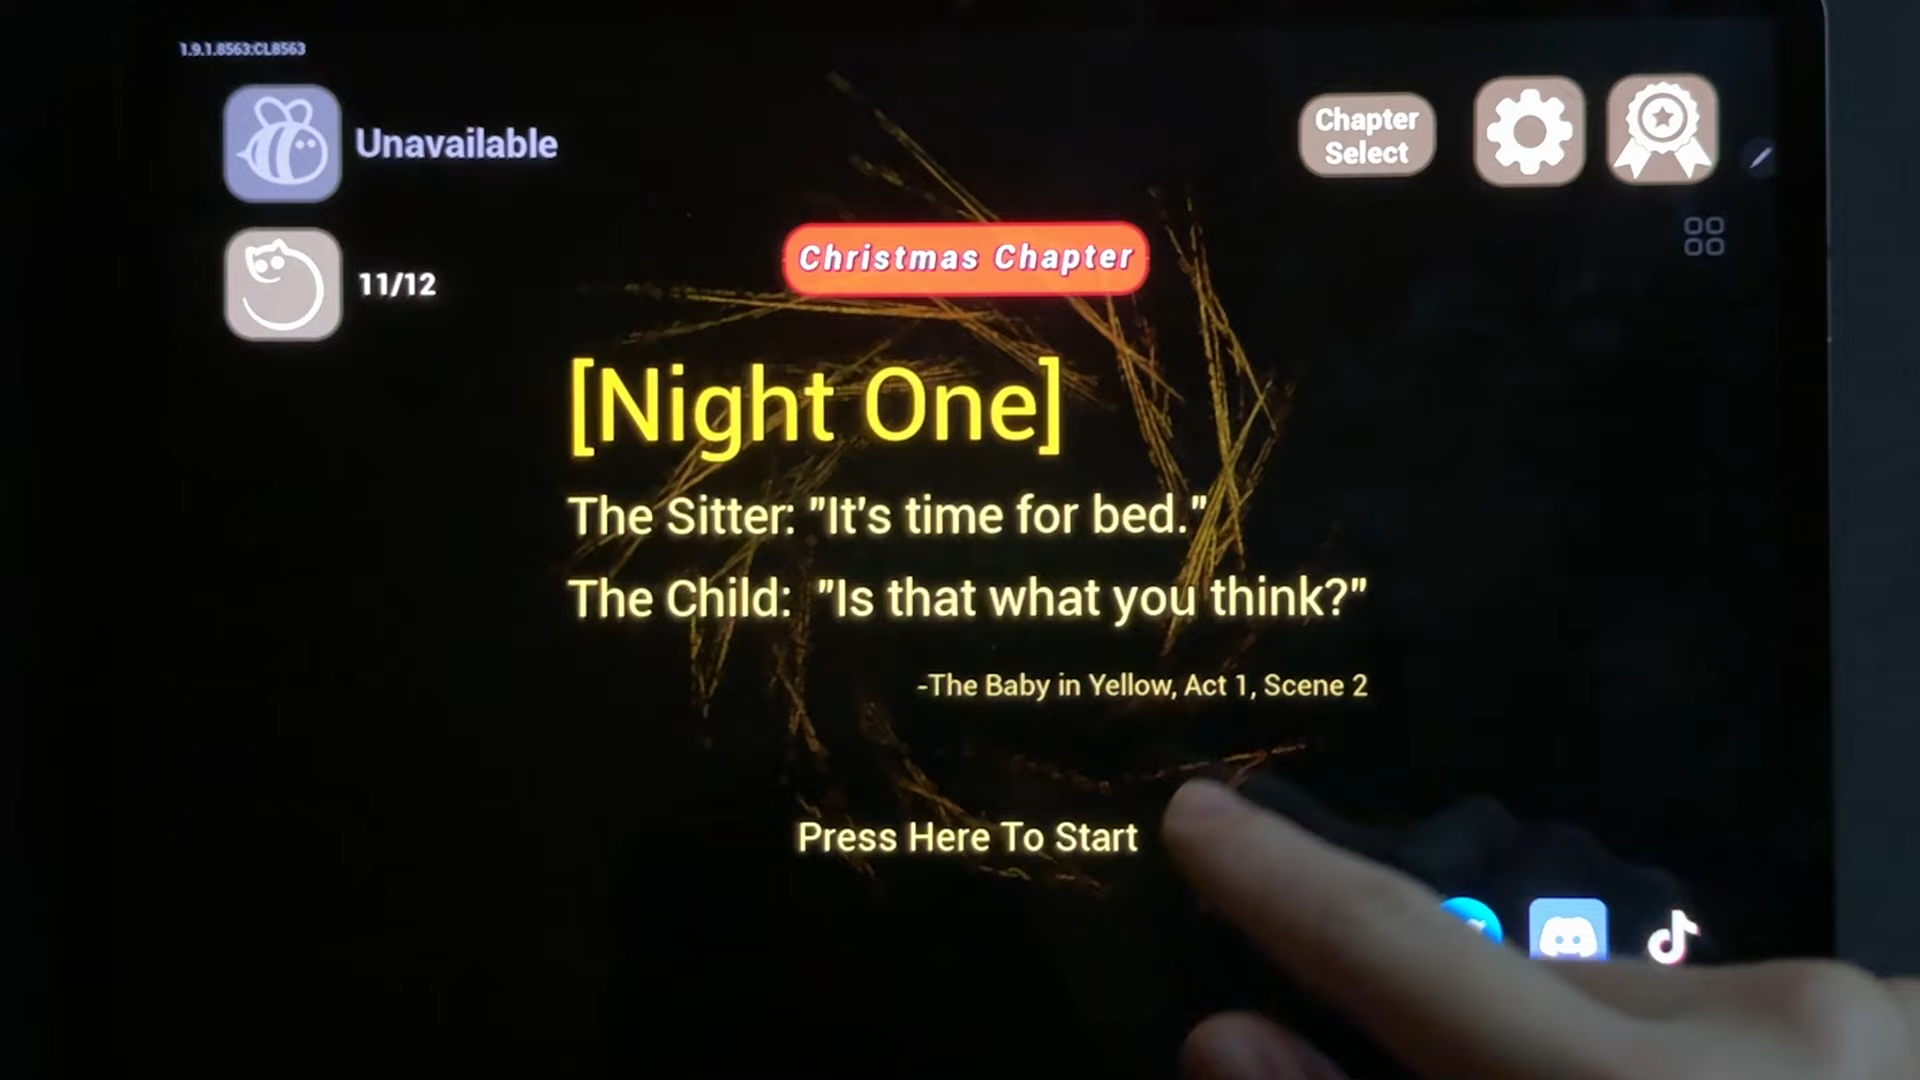 1.9.1.8563:CL8563
Unavailable
Chapter
Select
Christmas Chapter
11/12
[Night One]
The Sitter: "It's time for bed."
The Child: "Is that what you think?"
-The Baby in Yellow, Act 1, Scene 2
Press Here To Start